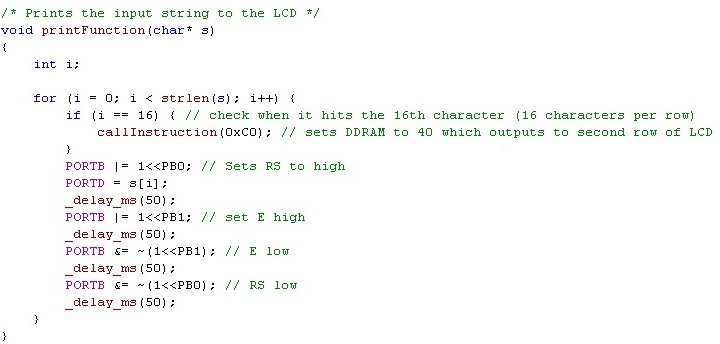 /* Prints the input string to the LCD */
void printFunction(char* s)
{
    int i;

    for (i = 0; i < strlen(s); i++) {
        if (i == 16) { // check when it hits the 16th character (16 characters per row)
            callInstruction(0xC0); // sets DDRAM to 40 which outputs to second row of LCD
        }
        PORTB |= 1<<PB0; // Sets RS to high
        PORTD = s[i];
        _delay_ms(50);
        PORTB |= 1<<PB1; // set E high
        _delay_ms(50);
        PORTB &= ~(1<<PB1); // E low
        _delay_ms(50);
        PORTB &= ~(1<<PB0); // RS low
        _delay_ms(50);
    }
}